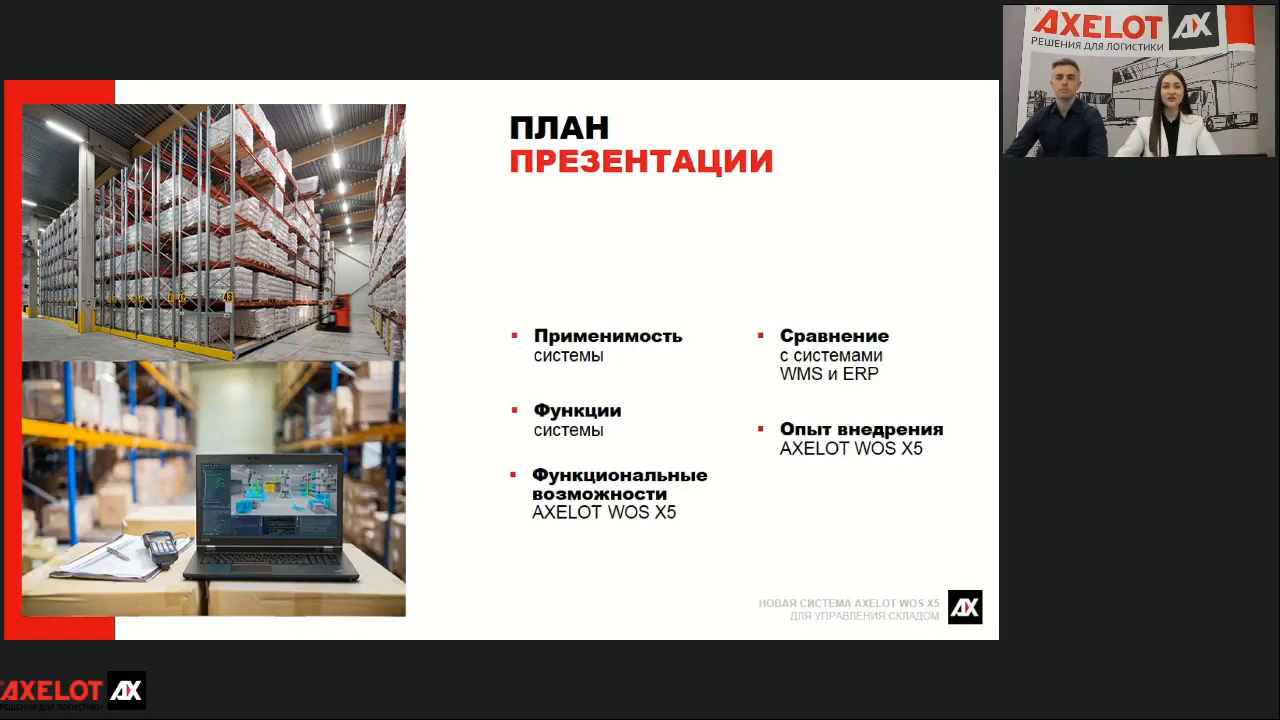 AXELOT AX
РЕШЕНИЯ ДЛЯ ЛОГИСТИКИ
ПЛАН
ПРЕЗЕНТАЦИИ
Применимость
системы
Функции
системы
Функциональные
возможности
AXELOT WOS X5
Сравнение
с системами
WMS и ERP
Опыт внедрения
AXELOT WOS X5
НОВАЯ СИСТЕМА AXELOT WOS X5
ДЛЯ УПРАВЛЕНИЯ СКЛАДОМ
AX
AXELOT AX
РЕШЕНИЯ ДЛЯ ЛОГИСТИКИ